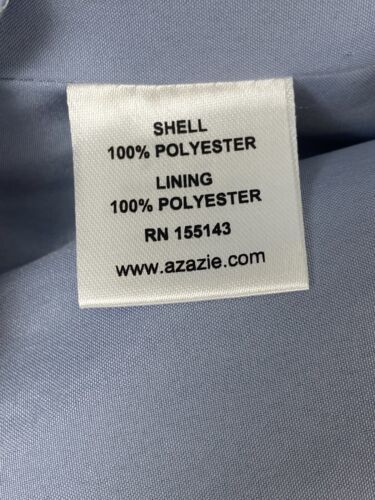 SHELL
100% POLYESTER
LINING
100% POLYESTER
RN 155143
www.azazie.com